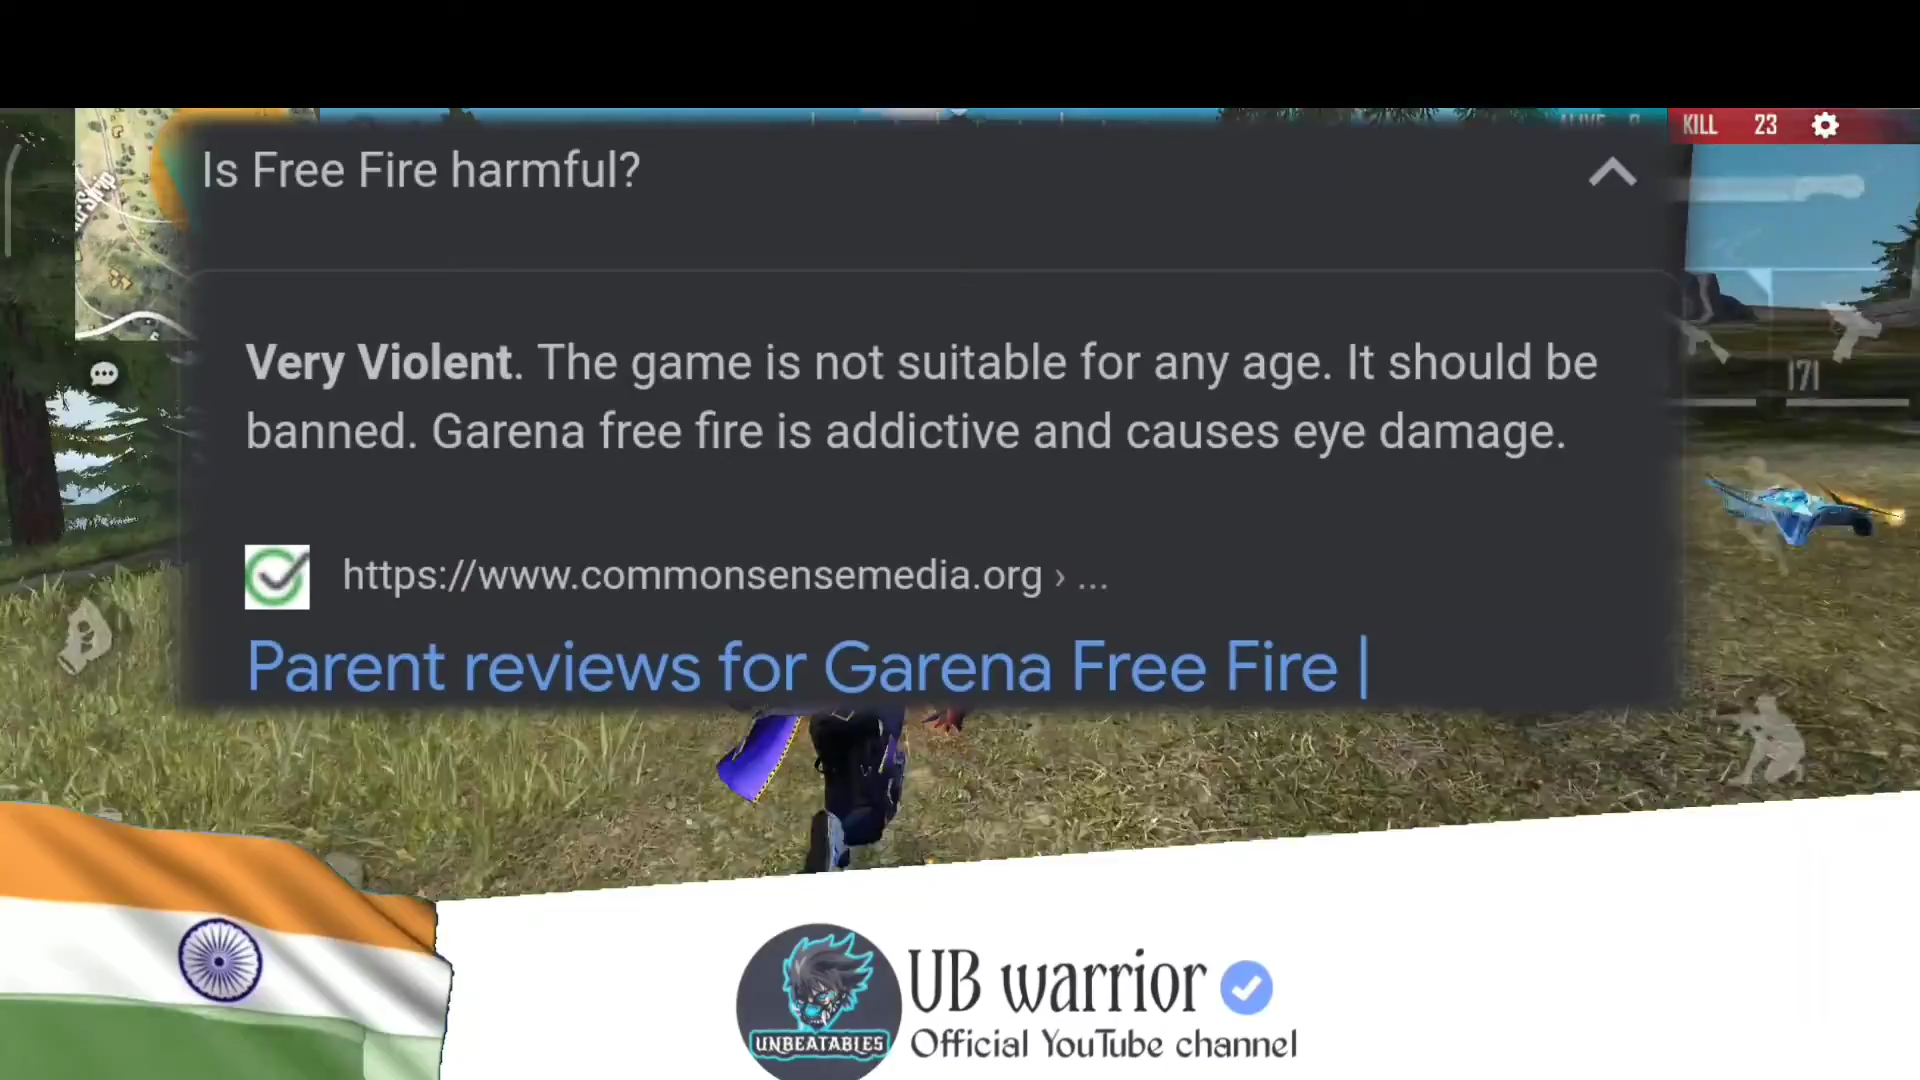 KILL 23
Is Free Fire harmful?
171
Very Violent. The game is not suitable for any age. It should be
banned. Garena free fire is addictive and causes eye damage.
https://www.commonsensemedia.org › ...
Parent reviews for Garena Free Fire |
UB warrior
UNBEATABLES
Official YouTube channel